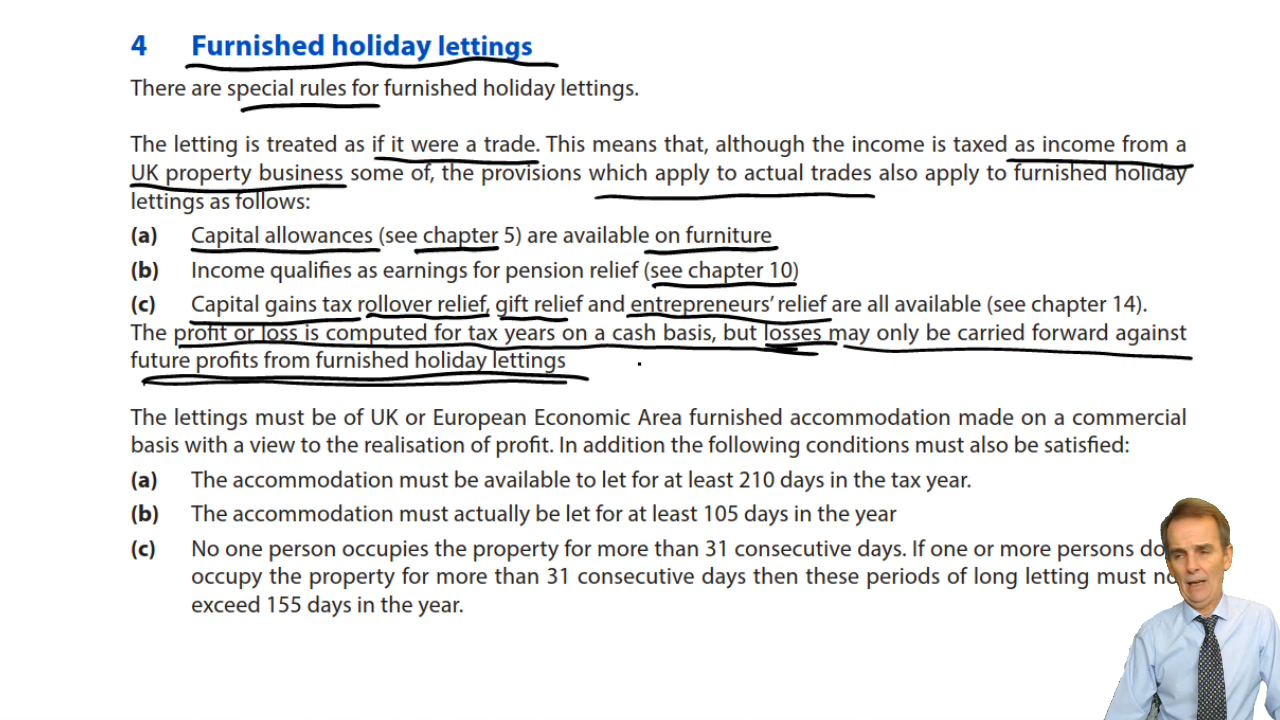 4 Furnished holiday lettings
There are special rules for furnished holiday lettings.
The letting is treated as if it were a trade. This means that, although the income is taxed as income from a
UK property business some of, the provisions which apply to actual trades also apply to furnished holiday
lettings as follows:
(a) Capital allowances (see chapter 5) are available on furniture
(b) Income qualifies as earnings for pension relief (see chapter 10)
(c) Capital gains tax rollover relief, gift relief and entrepreneurs' relief are all available (see chapter 14).
The profit or loss is computed for tax years on a cash basis, but losses may only be carried forward against
future profits from furnished holiday lettings
The lettings must be of UK or European Economic Area furnished accommodation made on a commercial
basis with a view to the realisation of profit. In addition the following conditions must also be satisfied:
(a) The accommodation must be available to let for at least 210 days in the tax year.
(b) The accommodation must actually be let for at least 105 days in the year
(c) No one person occupies the property for more than 31 consecutive days. If one or more persons do
occupy the property for more than 31 consecutive days then these periods of long letting must no
exceed 155 days in the year.